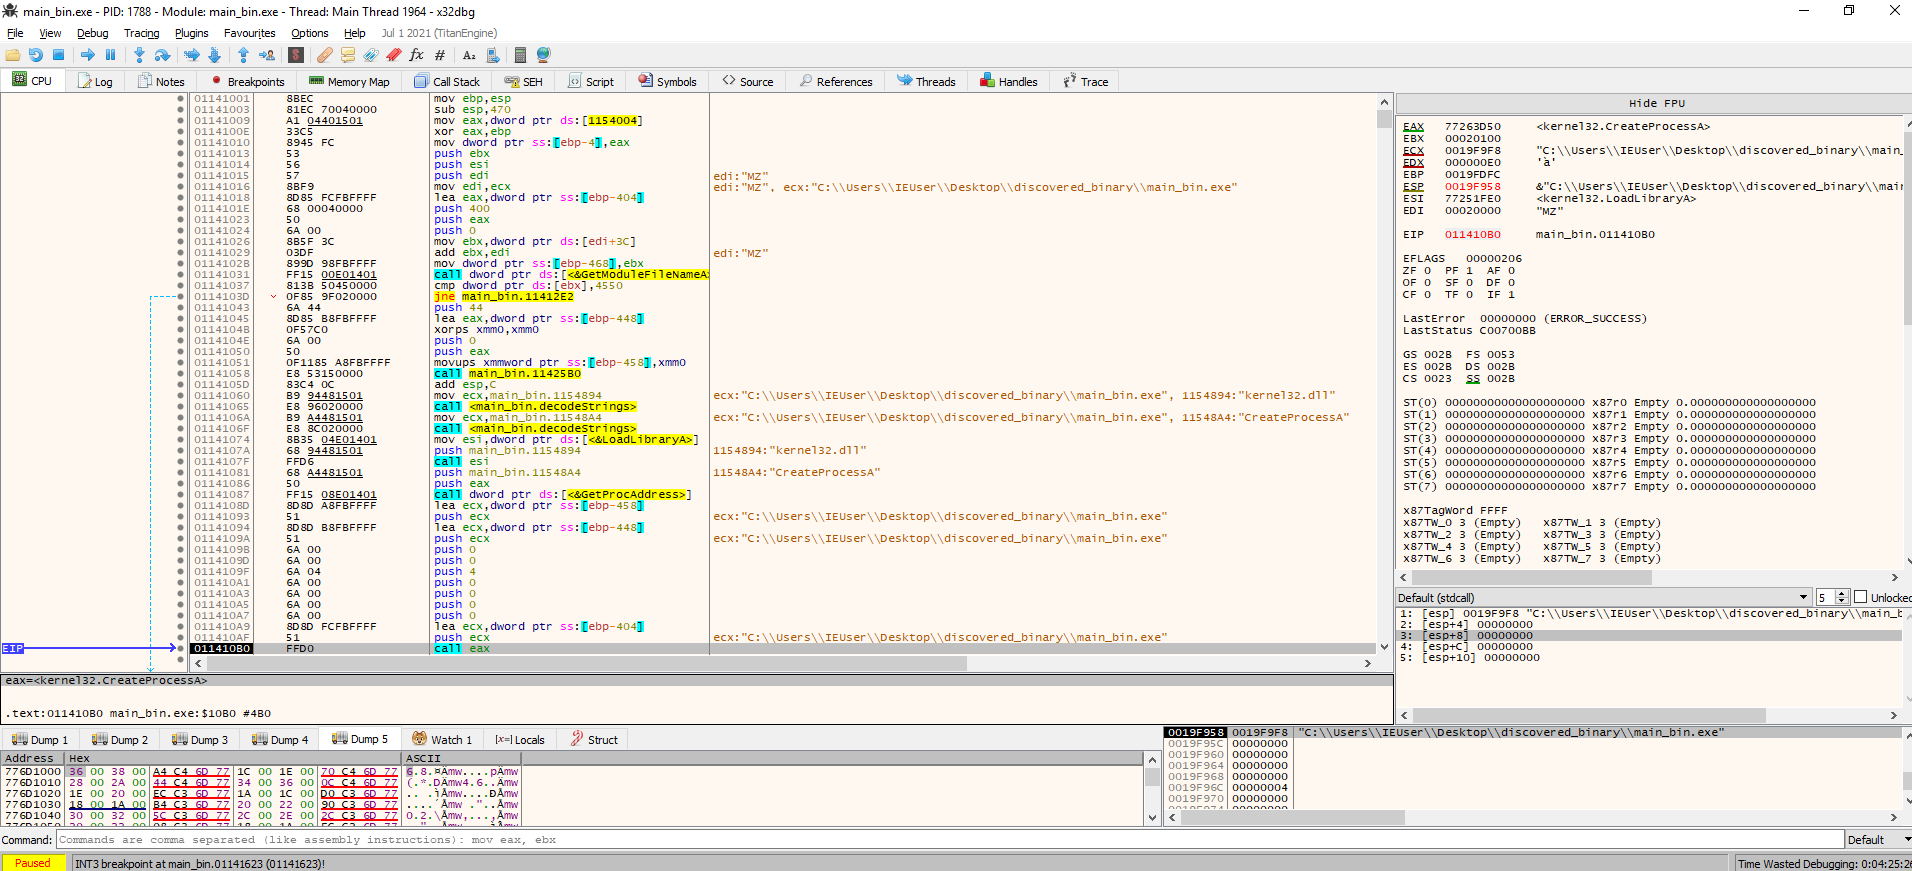 main_bin.exe - PID: 1788 - Module: main_bin.exe - Thread: Main Thread 1964 - x32dbg
File View Debug Tracing Plugins Favourites Options Help Jul 1 2021 (TitanEngine)
CPU Log Notes Breakpoints Memory Map Call Stack SEH Script Symbols Source References Threads Handles Trace
01141001 8BEC mov ebp,esp
01141003 81EC 70040000 sub esp,470
01141009 A1 04401501 mov eax,dword ptr ds:[1154004]
0114100E 33C5 xor eax,ebp
01141010 8945 FC mov dword ptr ss:[ebp-4],eax
01141013 53 push ebx
01141014 56 push esi
01141015 57 push edi edi:"MZ"
01141016 8BF9 mov edi,ecx edi:"MZ", ecx:"C:\\Users\\IEUser\\Desktop\\discovered_binary\\main_bin.exe"
01141018 8D85 FCFBFFFF lea eax,dword ptr ss:[ebp-404]
0114101E 68 00040000 push 400
01141023 50 push eax
01141024 6A 00 push 0
01141026 8B5F 3C mov ebx,dword ptr ds:[edi+3C]
01141029 03DF add ebx,edi edi:"MZ"
0114102B 899D 98FBFFFF mov dword ptr ss:[ebp-468],ebx
01141031 FF15 00E01401 call dword ptr ds:[<&GetModuleFileNameA>
01141037 813B 50450000 cmp dword ptr ds:[ebx],4550
0114103D 0F85 9F020000 jne main_bin.11412E2
01141043 6A 44 push 44
01141045 8D85 B8FBFFFF lea eax,dword ptr ss:[ebp-448]
0114104B 0F57C0 xorps xmm0,xmm0
0114104E 6A 00 push 0
01141050 50 push eax
01141051 0F1185 A8FBFFFF movups xmmword ptr ss:[ebp-458],xmm0
01141058 E8 53150000 call main_bin.11425B0
0114105D 83C4 0C add esp,C
01141060 B9 94481501 mov ecx,main_bin.1154894 ecx:"C:\\Users\\IEUser\\Desktop\\discovered_binary\\main_bin.exe", 1154894:"kernel32.dll"
01141065 E8 96020000 call <main_bin.decodeStrings>
0114106A B9 A4481501 mov ecx,main_bin.11548A4 ecx:"C:\\Users\\IEUser\\Desktop\\discovered_binary\\main_bin.exe", 11548A4:"CreateProcessA"
0114106F E8 8C020000 call <main_bin.decodeStrings>
01141074 8B35 04E01401 mov esi,dword ptr ds:[<&LoadLibraryA>]
0114107A 68 94481501 push main_bin.1154894 1154894:"kernel32.dll"
0114107F FFD6 call esi
01141081 68 A4481501 push main_bin.11548A4 11548A4:"CreateProcessA"
01141086 50 push eax
01141087 FF15 08E01401 call dword ptr ds:[<&GetProcAddress>]
0114108D 8D8D A8FBFFFF lea ecx,dword ptr ss:[ebp-458]
01141093 51 push ecx ecx:"C:\\Users\\IEUser\\Desktop\\discovered_binary\\main_bin.exe"
01141094 8D8D B8FBFFFF lea ecx,dword ptr ss:[ebp-448]
0114109A 51 push ecx ecx:"C:\\Users\\IEUser\\Desktop\\discovered_binary\\main_bin.exe"
0114109B 6A 00 push 0
0114109D 6A 00 push 0
0114109F 6A 04 push 4
011410A1 6A 00 push 0
011410A3 6A 00 push 0
011410A5 6A 00 push 0
011410A7 6A 00 push 0
011410A9 8D8D FCFBFFFF lea ecx,dword ptr ss:[ebp-404]
011410AF 51 push ecx ecx:"C:\\Users\\IEUser\\Desktop\\discovered_binary\\main_bin.exe"
EIP 011410B0 FFD0 call eax
Hide FPU
EAX 77263D50 <kernel32.CreateProcessA>
EBX 00020100
ECX 0019F9F8 "C:\\Users\\IEUser\\Desktop\\discovered_binary\\main_
EDX 000000E0 'à'
EBP 0019FDFC
ESP 0019F958 &"C:\\Users\\IEUser\\Desktop\\discovered_binary\\mai
ESI 77251FE0 <kernel32.LoadLibraryA>
EDI 00020000 "MZ"
EIP 011410B0 main_bin.011410B0
EFLAGS 00000206
ZF 0 PF 1 AF 0
OF 0 SF 0 DF 0
CF 0 TF 0 IF 1
LastError 00000000 (ERROR_SUCCESS)
LastStatus C00700BB
GS 002B FS 0053
ES 002B DS 002B
CS 0023 SS 002B
ST(0) 00000000000000000000 x87r0 Empty 0.000000000000000000
ST(1) 00000000000000000000 x87r1 Empty 0.000000000000000000
ST(2) 00000000000000000000 x87r2 Empty 0.000000000000000000
ST(3) 00000000000000000000 x87r3 Empty 0.000000000000000000
ST(4) 00000000000000000000 x87r4 Empty 0.000000000000000000
ST(5) 00000000000000000000 x87r5 Empty 0.000000000000000000
ST(6) 00000000000000000000 x87r6 Empty 0.000000000000000000
ST(7) 00000000000000000000 x87r7 Empty 0.000000000000000000
x87TagWord FFFF
x87TW_0 3 (Empty) x87TW_1 3 (Empty)
x87TW_2 3 (Empty) x87TW_3 3 (Empty)
x87TW_4 3 (Empty) x87TW_5 3 (Empty)
x87TW_6 3 (Empty) x87TW_7 3 (Empty)
Default (stdcall) 5 Unlocked
1: [esp] 0019F9F8 "C:\\Users\\IEUser\\Desktop\\discovered_binary\\main_b
2: [esp+4] 00000000
3: [esp+8] 00000000
4: [esp+C] 00000000
5: [esp+10] 00000000
eax=<kernel32.CreateProcessA>
.text:011410B0 main_bin.exe:$10B0 #4B0
Dump 1 Dump 2 Dump 3 Dump 4 Dump 5 Watch 1 [x=] Locals Struct
Address Hex ASCII
776D1000 36 00 38 00 A4 C4 6D 77 1C 00 1E 00 70 C4 6D 77 6.8.¤Ämw....pÄmw
776D1010 28 00 2A 00 44 C4 6D 77 34 00 36 00 0C C4 6D 77 (.*.DÄmw4.6..Ämw
776D1020 1E 00 20 00 EC C3 6D 77 1A 00 1C 00 D0 C3 6D 77 .. .ìÃmw....ÐÃmw
776D1030 18 00 1A 00 B4 C3 6D 77 20 00 22 00 90 C3 6D 77 ....´Ãmw ."..Ãmw
776D1040 30 00 32 00 5C C3 6D 77 2C 00 2E 00 2C C3 6D 77 0.2.\Ãmw,...,Ãmw
0019F958 0019F9F8 "C:\\Users\\IEUser\\Desktop\\discovered_binary\\main_bin.exe"
0019F95C 00000000
0019F960 00000000
0019F964 00000000
0019F968 00000000
0019F96C 00000004
0019F970 00000000
Command: Commands are comma separated (like assembly instructions): mov eax, ebx Default
Paused INT3 breakpoint at main_bin.01141623 (01141623)! Time Wasted Debugging: 0:04:25:26